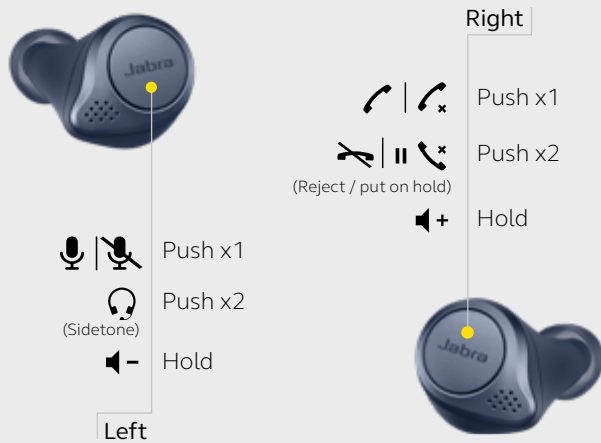 Right
Jabra
Push x1
Push x2
(Reject / put on hold)
Hold
Push x1
Push x2
(Sidetone)
Hold
Jabra
Left